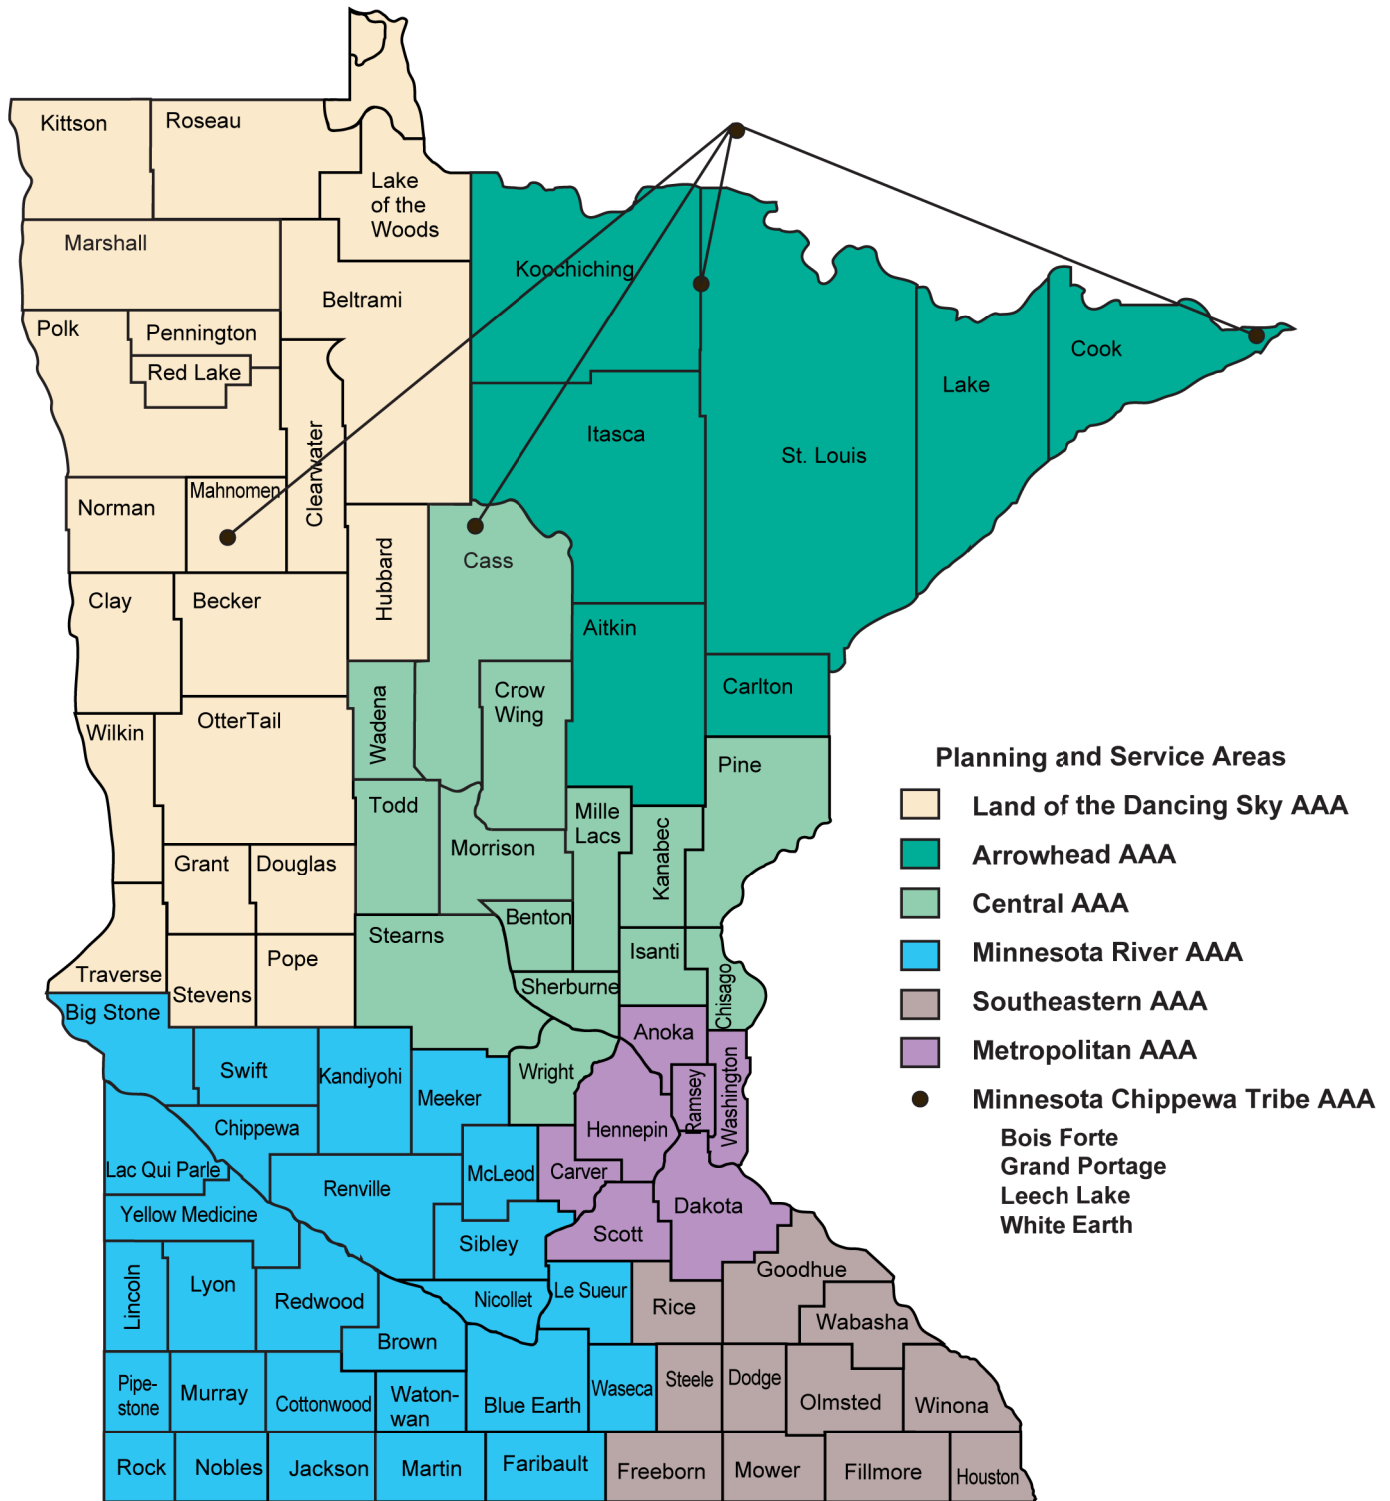 Kittson
Roseau
Lake
of the
Woods
Marshall
Koochiching
Beltrami
Polk
Pennington
Red Lake
Cook
Lake
Itasca
St. Louis
Clearwater
Mahnomen
Norman
Cass
Hubbard
Clay
Becker
Aitkin
Carlton
Crow
Wing
Wadena
OtterTail
Wilkin
Pine
Todd
Mille
Lacs
Morrison
Kanabec
Grant
Douglas
Benton
Stearns
Isanti
Pope
Traverse
Stevens
Sherburne
Chisago
Big Stone
Anoka
Swift
Kandiyohi
Wright
Meeker
Ramsey
Washington
Chippewa
Hennepin
Lac Qui Parle
McLeod
Carver
Renville
Dakota
Yellow Medicine
Scott
Sibley
Goodhue
Lincoln
Lyon
Redwood
Nicollet
Le Sueur
Rice
Wabasha
Brown
Pipe-
stone
Murray
Cottonwood
Waton-
wan
Blue Earth
Waseca
Steele
Dodge
Olmsted
Winona
Rock
Nobles
Jackson
Martin
Faribault
Freeborn
Mower
Fillmore
Houston
Planning and Service Areas
Land of the Dancing Sky AAA
Arrowhead AAA
Central AAA
Minnesota River AAA
Southeastern AAA
Metropolitan AAA
Minnesota Chippewa Tribe AAA
Bois Forte
Grand Portage
Leech Lake
White Earth